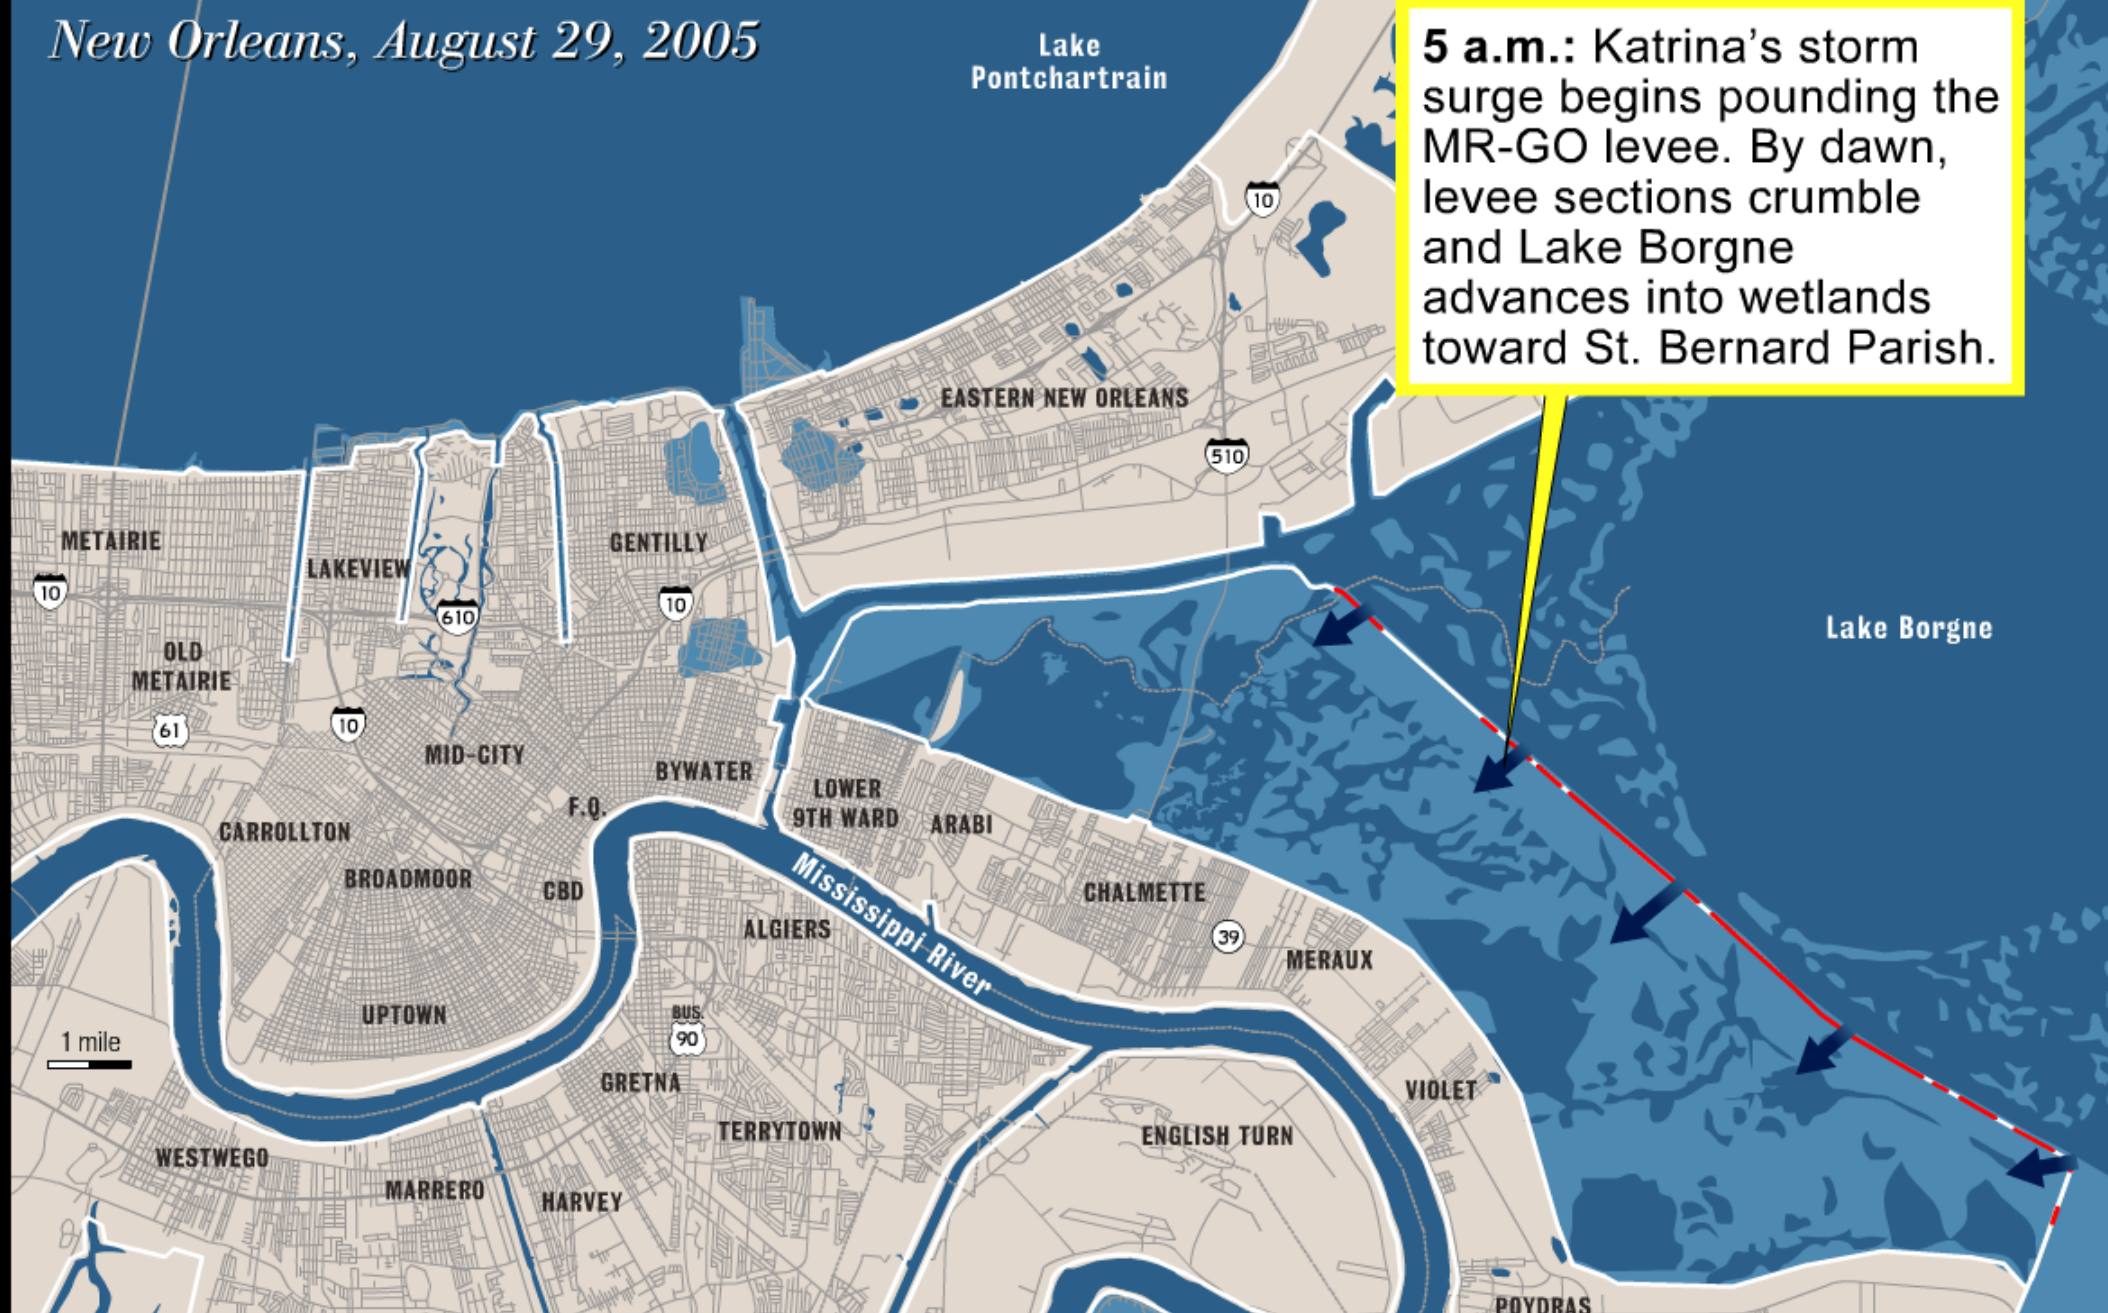 New Orleans, August 29, 2005
Lake
Pontchartrain
5 a.m.: Katrina's storm
surge begins pounding the
MR-GO levee. By dawn,
levee sections crumble
and Lake Borgne
advances into wetlands
toward St. Bernard Parish.
10
EASTERN NEW ORLEANS
510
METAIRIE
LAKEVIEW
GENTILLY
10
610
10
Lake Borgne
OLD
METAIRIE
61
10
MID-CITY
BYWATER
LOWER
9TH WARD
F.Q.
ARABI
CARROLLTON
BROADMOOR
CBD
Mississippi River
CHALMETTE
ALGIERS
39
MERAUX
UPTOWN
BUS.
90
1 mile
GRETNA
VIOLET
TERRYTOWN
ENGLISH TURN
WESTWEGO
MARRERO
HARVEY
POYDRAS